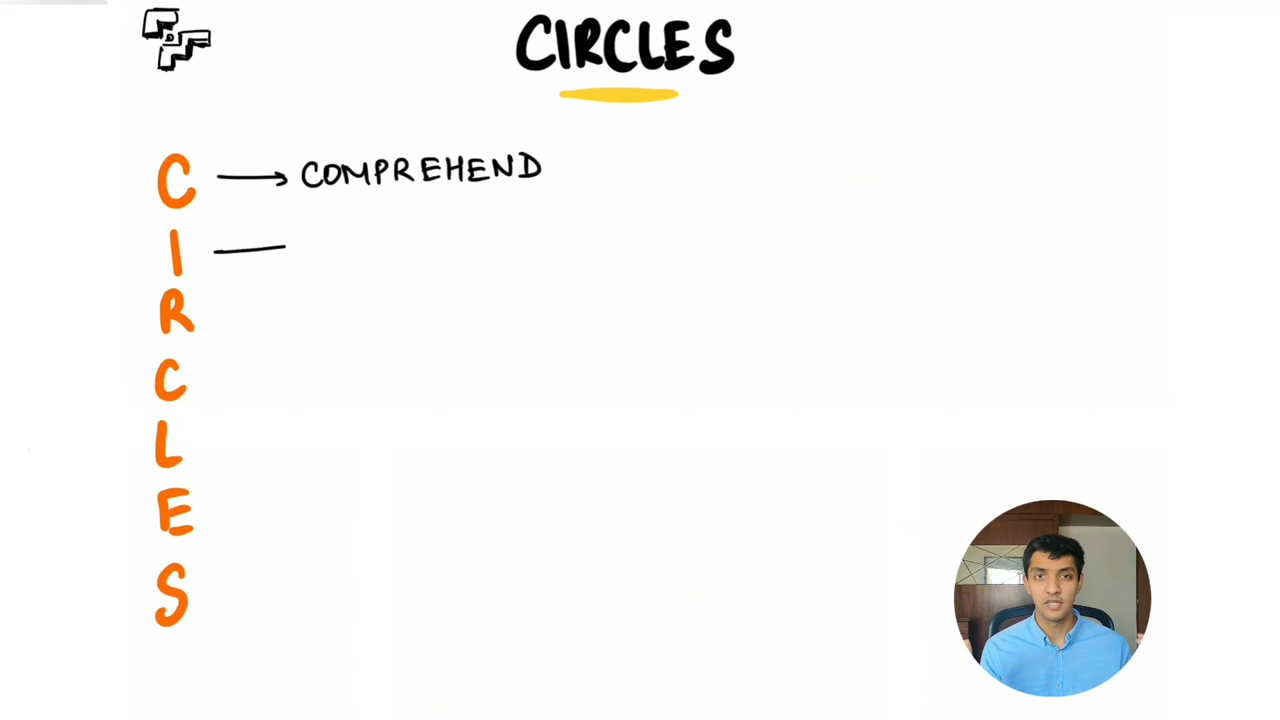 CIRCLES
C → COMPREHEND
I
R
C
L
E
S